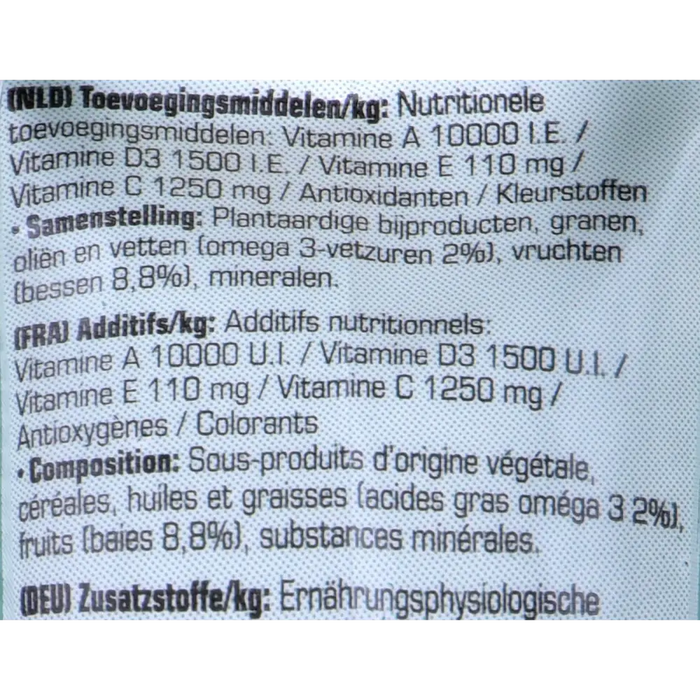 (NLD) Toevoegingsmiddelen/kg: Nutritionele
toevoegingsmiddelen: Vitamine A 10000 I.E. /
Vitamine D3 1500 I.E. / Vitamine E 110 mg /
Vitamine C 1250 mg / Antioxidanten / Kleurstoffen
• Samenstelling: Plantaardige bijproducten, granen,
oliën en vetten (omega 3-vetzuren 2%), vruchten
(bessen 8,8%), mineralen.
(FRA) Additifs/kg: Additifs nutritionnels:
Vitamine A 10000 U.I. / Vitamine D3 1500 U.I. /
Vitamine E 110 mg / Vitamine C 1250 mg /
Antioxygènes / Colorants
• Composition: Sous-produits d'origine végétale,
céréales, huiles et graisses (acides gras oméga 3 2%),
fruits (baies 8,8%), substances minérales.
(DEU) Zusatzstoffe/kg: Ernährungsphysiologische